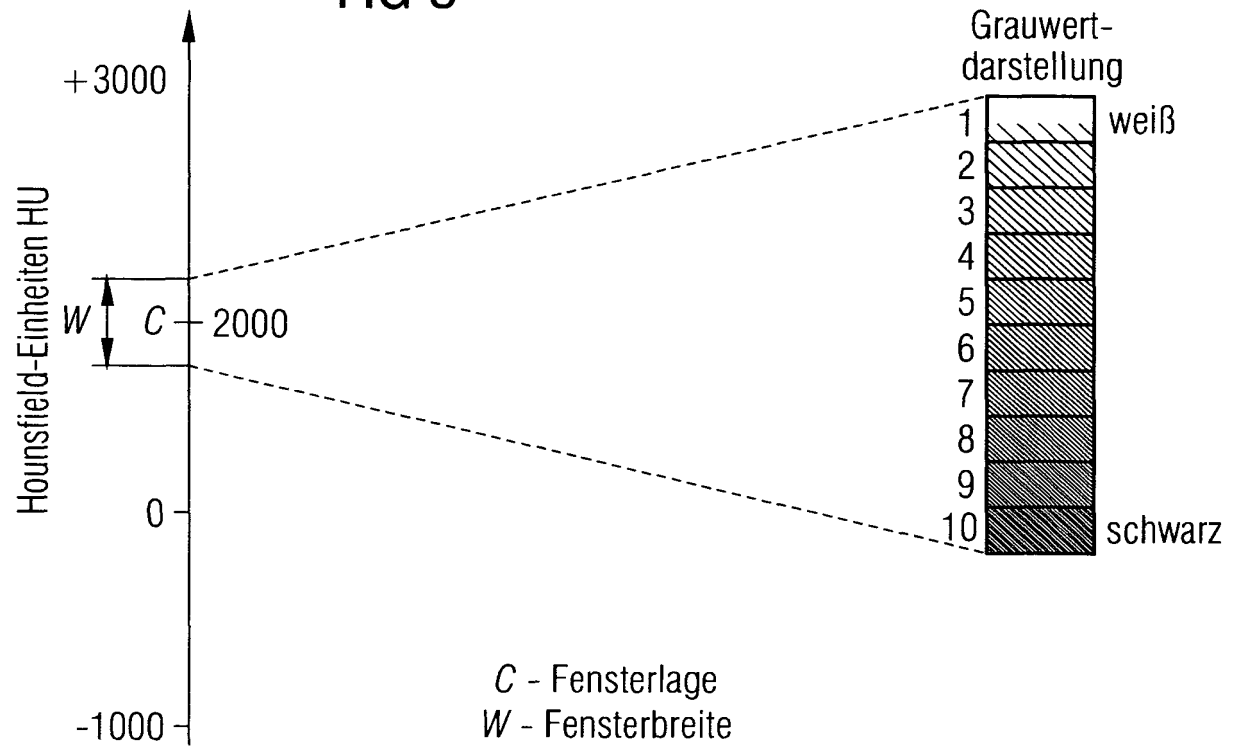 Grauwert-
darstellung
+3000
1 weiß
2
3
4
5
6
7
8
9
10 schwarz
Hounsfield-Einheiten HU
W C 2000
0
-1000
C - Fensterlage
W - Fensterbreite